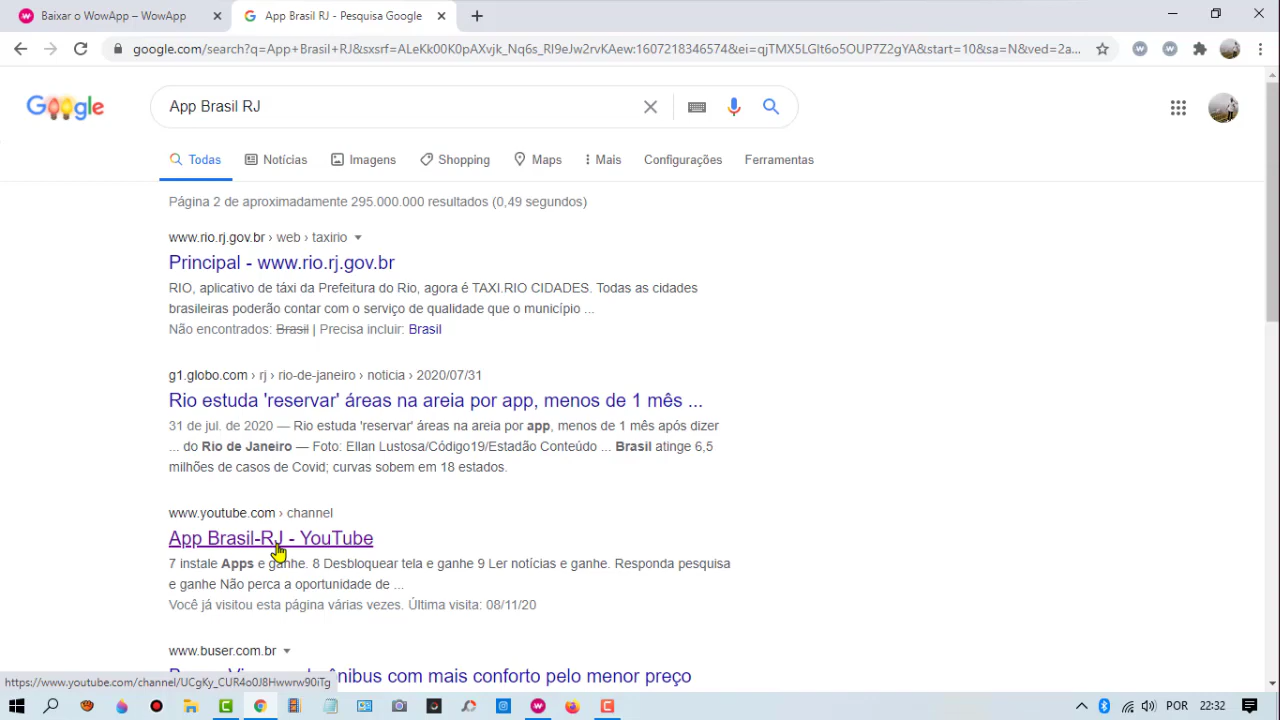 Baixar o WowApp – WowApp
App Brasil RJ - Pesquisa Google
google.com/search?q=App+Brasil+RJ&sxsrf=ALeKk00K0pAXvjk_Nq6s_RI9eJw2rvKAew:1607218346574&ei=qjTMX5LGIt6o5OUP7Z2gYA&start=10&sa=N&ved=2a...
Google
App Brasil RJ
Todas
Notícias
Imagens
Shopping
Maps
Mais
Configurações
Ferramentas
Página 2 de aproximadamente 295.000.000 resultados (0,49 segundos)
www.rio.rj.gov.br › web › taxirio
Principal - www.rio.rj.gov.br
RIO, aplicativo de táxi da Prefeitura do Rio, agora é TAXI.RIO CIDADES. Todas as cidades
brasileiras poderão contar com o serviço de qualidade que o município ...
Não encontrados: Brasil | Precisa incluir: Brasil
g1.globo.com › rj › rio-de-janeiro › noticia › 2020/07/31
Rio estuda 'reservar' áreas na areia por app, menos de 1 mês ...
31 de jul. de 2020 — Rio estuda 'reservar' áreas na areia por app, menos de 1 mês após dizer
... do Rio de Janeiro — Foto: Ellan Lustosa/Código19/Estadão Conteúdo ... Brasil atinge 6,5
milhões de casos de Covid; curvas sobem em 18 estados.
www.youtube.com › channel
App Brasil-RJ - YouTube
7 instale Apps e ganhe. 8 Desbloquear tela e ganhe 9 Ler notícias e ganhe. Responda pesquisa
e ganhe Não perca a oportunidade de ...
Você já visitou esta página várias vezes. Última visita: 08/11/20
www.buser.com.br
ônibus com mais conforto pelo menor preço
https://www.youtube.com/channel/UCgKy_CUR4o0J8Hwwrw90iTg
POR
22:32